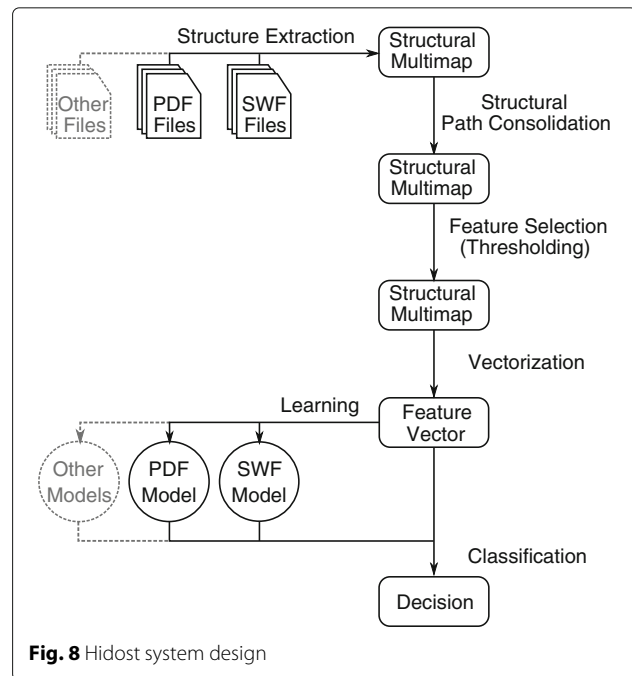 Structure Extraction
Structural
Multimap
Other
Files
PDF
Files
SWF
Files
Structural
Path Consolidation
Structural
Multimap
Feature Selection
(Thresholding)
Structural
Multimap
Vectorization
Learning
Feature
Vector
Other
Models
PDF
Model
SWF
Model
Classification
Decision
Fig. 8 Hidost system design